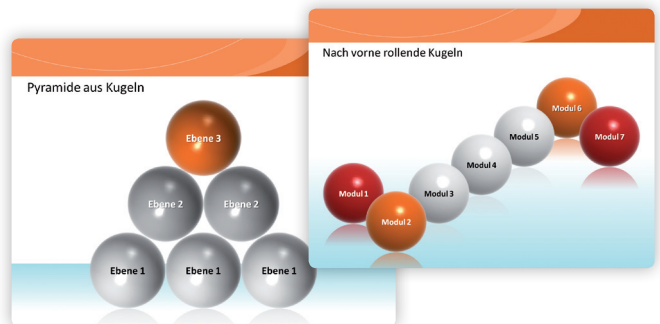 Pyramide aus Kugeln
Ebene 3
Ebene 2
Ebene 2
Ebene 1
Ebene 1
Ebene 1
Nach vorne rollende Kugeln
Modul 1
Modul 2
Modul 3
Modul 4
Modul 5
Modul 6
Modul 7